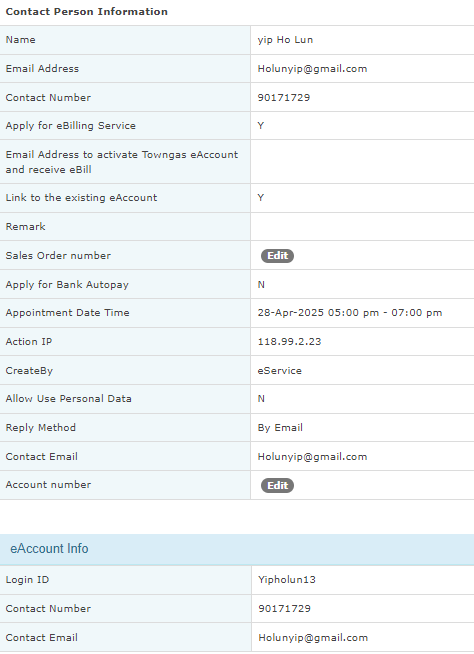 Contact Person Information
Name yip Ho Lun
Email Address Holunyip@gmail.com
Contact Number 90171729
Apply for eBilling Service Y
Email Address to activate Towngas eAccount
and receive eBill
Link to the existing eAccount Y
Remark
Sales Order number Edit
Apply for Bank Autopay N
Appointment Date Time 28-Apr-2025 05:00 pm - 07:00 pm
Action IP 118.99.2.23
CreateBy eService
Allow Use Personal Data N
Reply Method By Email
Contact Email Holunyip@gmail.com
Account number Edit
eAccount Info
Login ID Yipholun13
Contact Number 90171729
Contact Email Holunyip@gmail.com